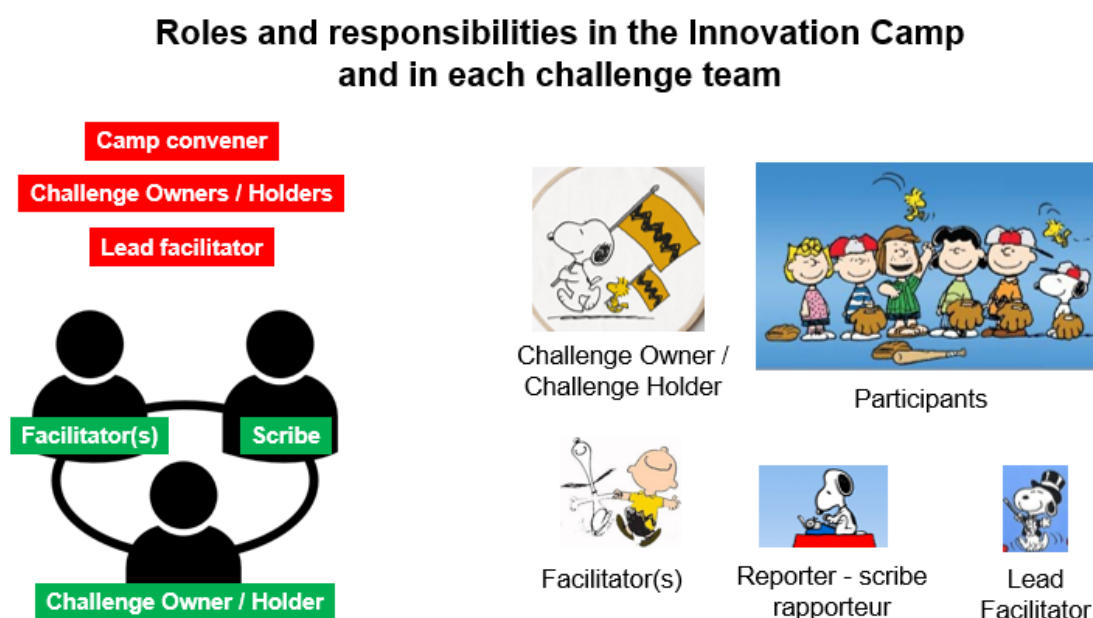 Roles and responsibilities in the Innovation Camp
and in each challenge team
Camp convener
Challenge Owners / Holders
Lead facilitator
Facilitator(s)
Scribe
Challenge Owner / Holder
Challenge Owner /
Challenge Holder
Participants
Facilitator(s)
Reporter - scribe
rapporteur
Lead
Facilitator